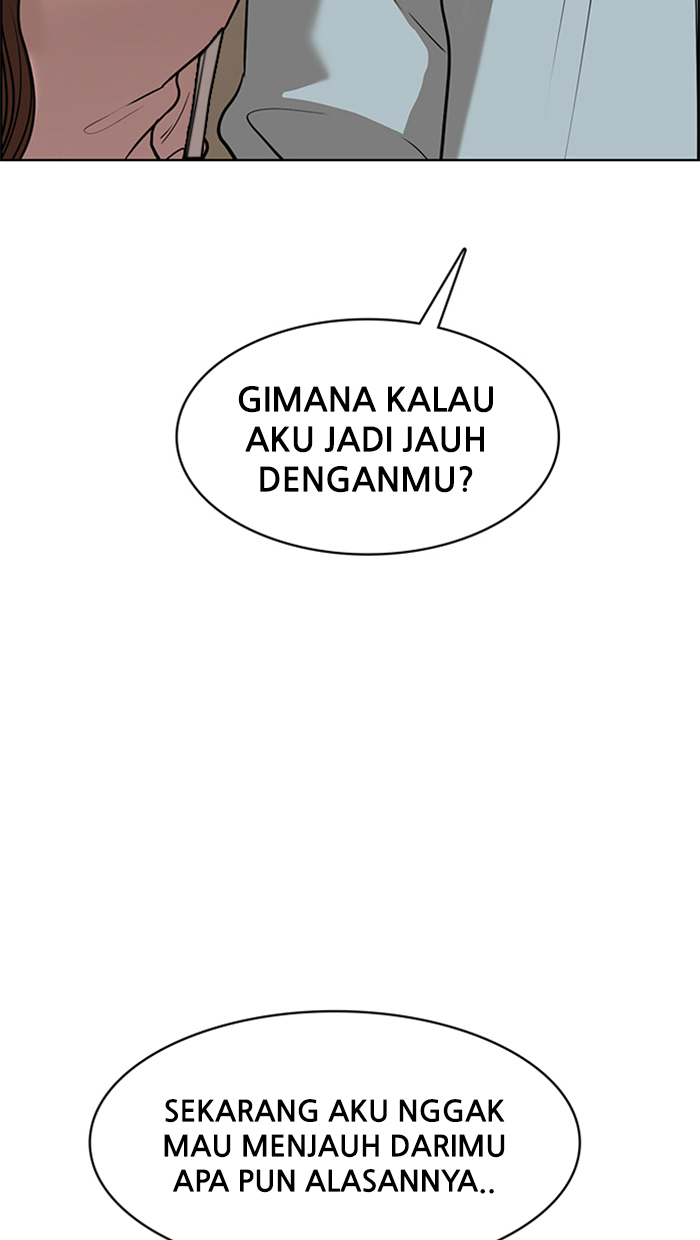 GIMANA KALAU
AKU JADI JAUH
DENGANMU?
SEKARANG AKU NGGAK
MAU MENJAUH DARIMU
APA PUN ALASANNYA..